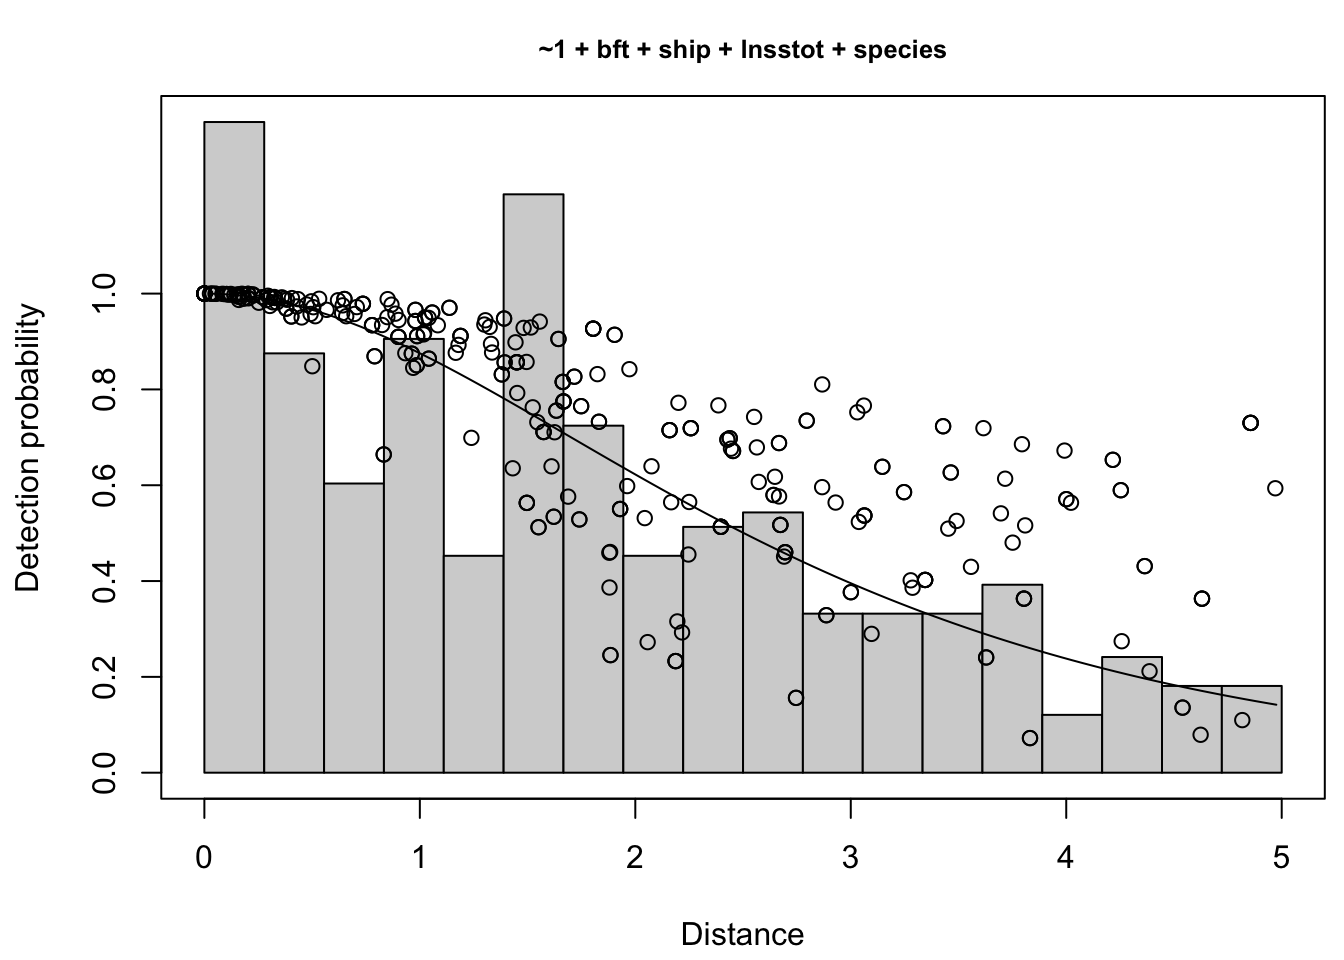 ~1 + bft + ship + lnsstot + species
Detection probability
1.0
0.8
0.6
0.4
0.2
0.0
0 1 2 3 4 5
Distance